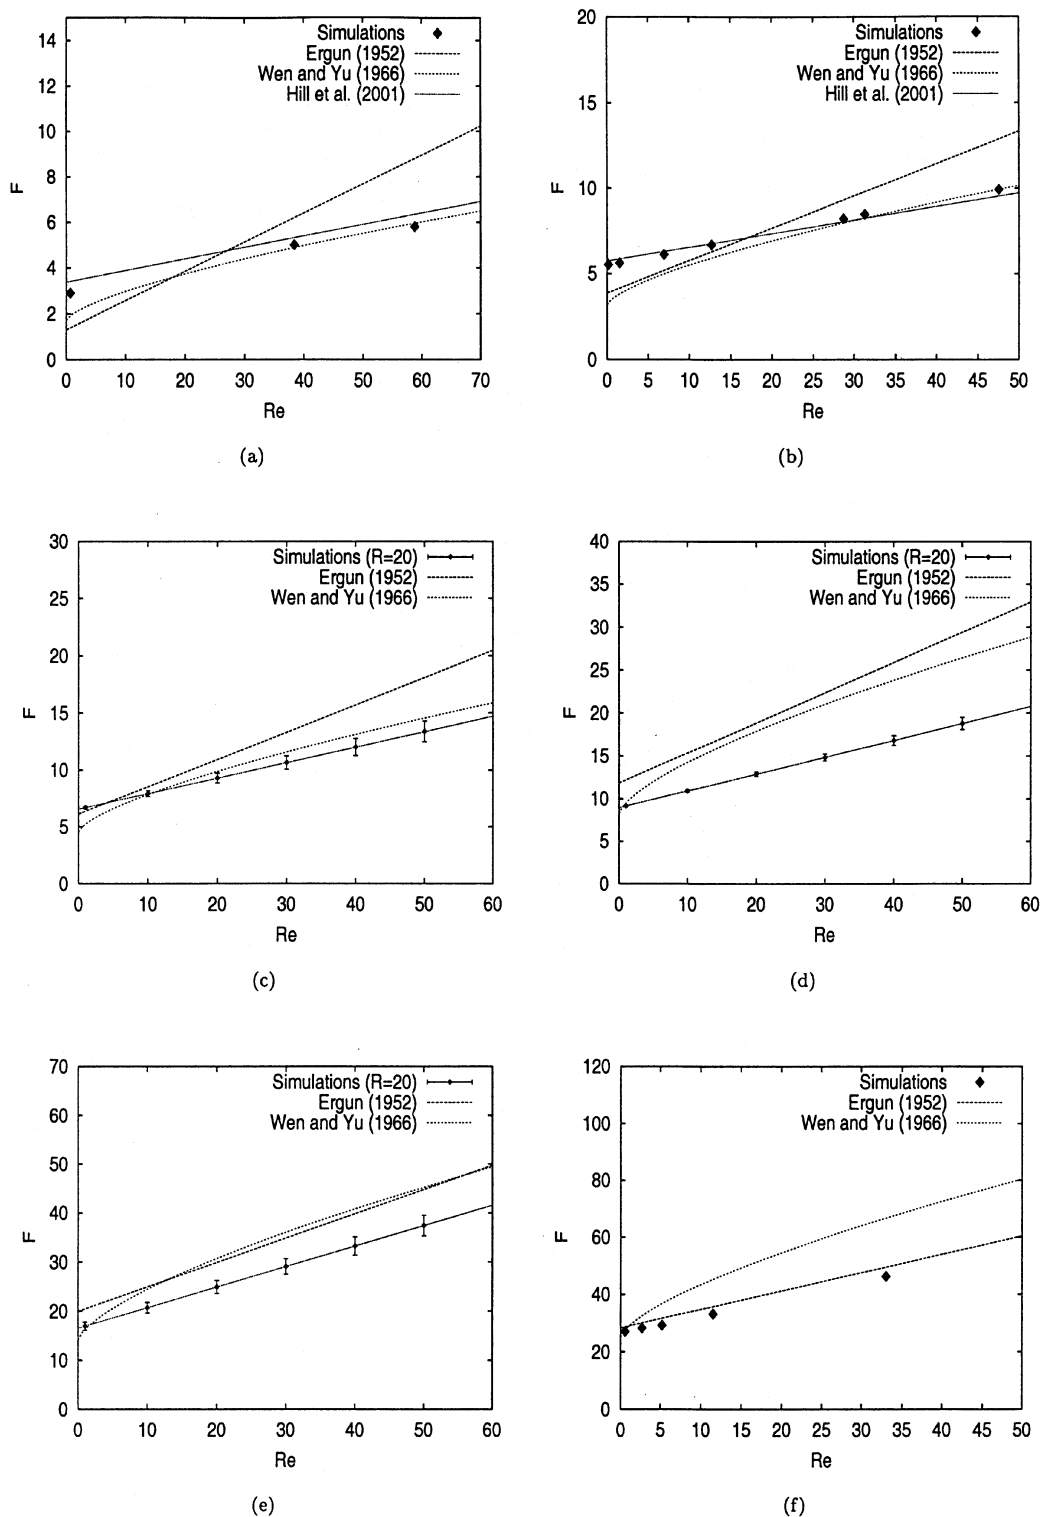 14
12
10
8
6
4
2
0
F
0 10 20 30 40 50 60 70
Re
Simulations
Ergun (1952)
Wen and Yu (1966)
Hill et al. (2001)
(a)
20
15
10
5
0
F
0 5 10 15 20 25 30 35 40 45 50
Re
Simulations
Ergun (1952)
Wen and Yu (1966)
Hill et al. (2001)
(b)
30
25
20
15
10
5
0
F
0 10 20 30 40 50 60
Re
Simulations (R=20)
Ergun (1952)
Wen and Yu (1966)
(c)
40
35
30
25
20
15
10
5
0
F
0 10 20 30 40 50 60
Re
Simulations (R=20)
Ergun (1952)
Wen and Yu (1966)
(d)
70
60
50
40
30
20
10
0
F
0 10 20 30 40 50 60
Re
Simulations (R=20)
Ergun (1952)
Wen and Yu (1966)
(e)
120
100
80
60
40
20
0
F
0 5 10 15 20 25 30 35 40 45 50
Re
Simulations
Ergun (1952)
Wen and Yu (1966)
(f)